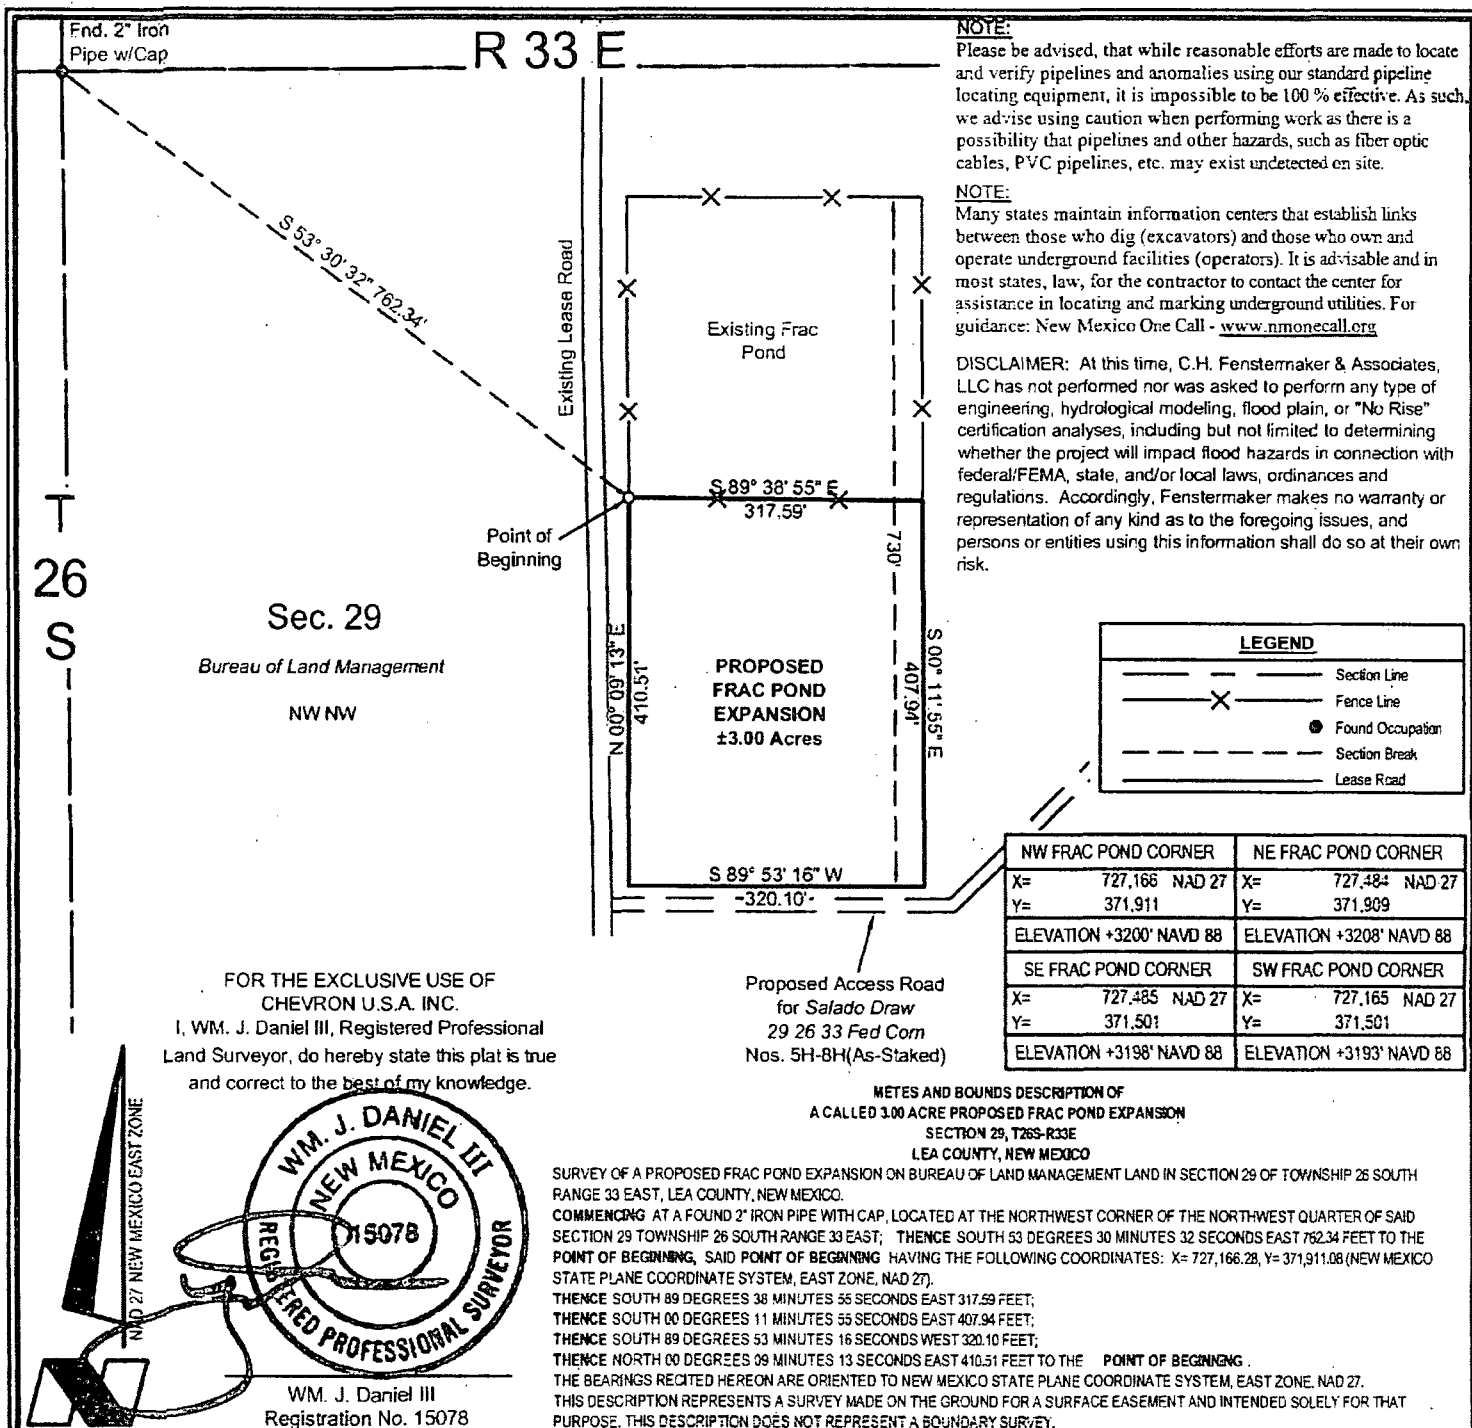 Fnd. 2" Iron
Pipe w/Cap
R 33 E
NOTE:
Please be advised, that while reasonable efforts are made to locate
and verify pipelines and anomalies using our standard pipeline
locating equipment, it is impossible to be 100 % effective. As such,
we advise using caution when performing work as there is a
possibility that pipelines and other hazards, such as fiber optic
cables, PVC pipelines, etc. may exist undetected on site.
NOTE:
Many states maintain information centers that establish links
between those who dig (excavators) and those who own and
operate underground facilities (operators). It is advisable and in
most states, law, for the contractor to contact the center for
assistance in locating and marking underground utilities. For
guidance: New Mexico One Call - www.nmonecall.org
DISCLAIMER: At this time, C.H. Fenstermaker & Associates,
LLC has not performed nor was asked to perform any type of
engineering, hydrological modeling, flood plain, or "No Rise"
certification analyses, including but not limited to determining
whether the project will impact flood hazards in connection with
federal/FEMA, state, and/or local laws, ordinances and
regulations. Accordingly, Fenstermaker makes no warranty or
representation of any kind as to the foregoing issues, and
persons or entities using this information shall do so at their own
risk.
S 53° 30' 32" 762.34'
Existing Lease Road
Existing Frac
Pond
S 89° 38' 55" E
317.59'
Point of
Beginning
730'
T
26
S
Sec. 29
Bureau of Land Management
NW NW
N 00° 09' 13" E
410.51'
PROPOSED
FRAC POND
EXPANSION
±3.00 Acres
S 00° 11' 55" E
407.94'
S 89° 53' 16" W
320.10'
LEGEND
Section Line
Fence Line
Found Occupation
Section Break
Lease Road
NW FRAC POND CORNER NE FRAC POND CORNER
X= 727,166 NAD 27 X= 727,484 NAD 27
Y= 371,911 Y= 371,909
ELEVATION +3200' NAVD 88 ELEVATION +3208' NAVD 88
SE FRAC POND CORNER SW FRAC POND CORNER
X= 727,485 NAD 27 X= 727,165 NAD 27
Y= 371,501 Y= 371,501
ELEVATION +3198' NAVD 88 ELEVATION +3193' NAVD 88
Proposed Access Road
for Salado Draw
29 26 33 Fed Com
Nos. 5H-8H(As-Staked)
FOR THE EXCLUSIVE USE OF
CHEVRON U.S.A. INC.
I, WM. J. Daniel III, Registered Professional
Land Surveyor, do hereby state this plat is true
and correct to the best of my knowledge.
NAD 27 NEW MEXICO EAST ZONE
WM. J. DANIEL III
NEW MEXICO
15078
REGISTERED PROFESSIONAL SURVEYOR
WM. J. Daniel III
Registration No. 15078
METES AND BOUNDS DESCRIPTION OF
A CALLED 3.00 ACRE PROPOSED FRAC POND EXPANSION
SECTION 29, T26S-R33E
LEA COUNTY, NEW MEXICO
SURVEY OF A PROPOSED FRAC POND EXPANSION ON BUREAU OF LAND MANAGEMENT LAND IN SECTION 29 OF TOWNSHIP 26 SOUTH
RANGE 33 EAST, LEA COUNTY, NEW MEXICO.
COMMENCING AT A FOUND 2" IRON PIPE WITH CAP, LOCATED AT THE NORTHWEST CORNER OF THE NORTHWEST QUARTER OF SAID
SECTION 29 TOWNSHIP 26 SOUTH RANGE 33 EAST; THENCE SOUTH 53 DEGREES 30 MINUTES 32 SECONDS EAST 762.34 FEET TO THE
POINT OF BEGINNING, SAID POINT OF BEGINNING HAVING THE FOLLOWING COORDINATES: X= 727,166.28, Y= 371,911.08 (NEW MEXICO
STATE PLANE COORDINATE SYSTEM, EAST ZONE, NAD 27).
THENCE SOUTH 89 DEGREES 38 MINUTES 55 SECONDS EAST 317.59 FEET;
THENCE SOUTH 00 DEGREES 11 MINUTES 55 SECONDS EAST 407.94 FEET;
THENCE SOUTH 89 DEGREES 53 MINUTES 16 SECONDS WEST 320.10 FEET;
THENCE NORTH 00 DEGREES 09 MINUTES 13 SECONDS EAST 410.51 FEET TO THE POINT OF BEGINNING.
THE BEARINGS RECITED HEREON ARE ORIENTED TO NEW MEXICO STATE PLANE COORDINATE SYSTEM, EAST ZONE, NAD 27.
THIS DESCRIPTION REPRESENTS A SURVEY MADE ON THE GROUND FOR A SURFACE EASEMENT AND INTENDED SOLELY FOR THAT
PURPOSE. THIS DESCRIPTION DOES NOT REPRESENT A BOUNDARY SURVEY.